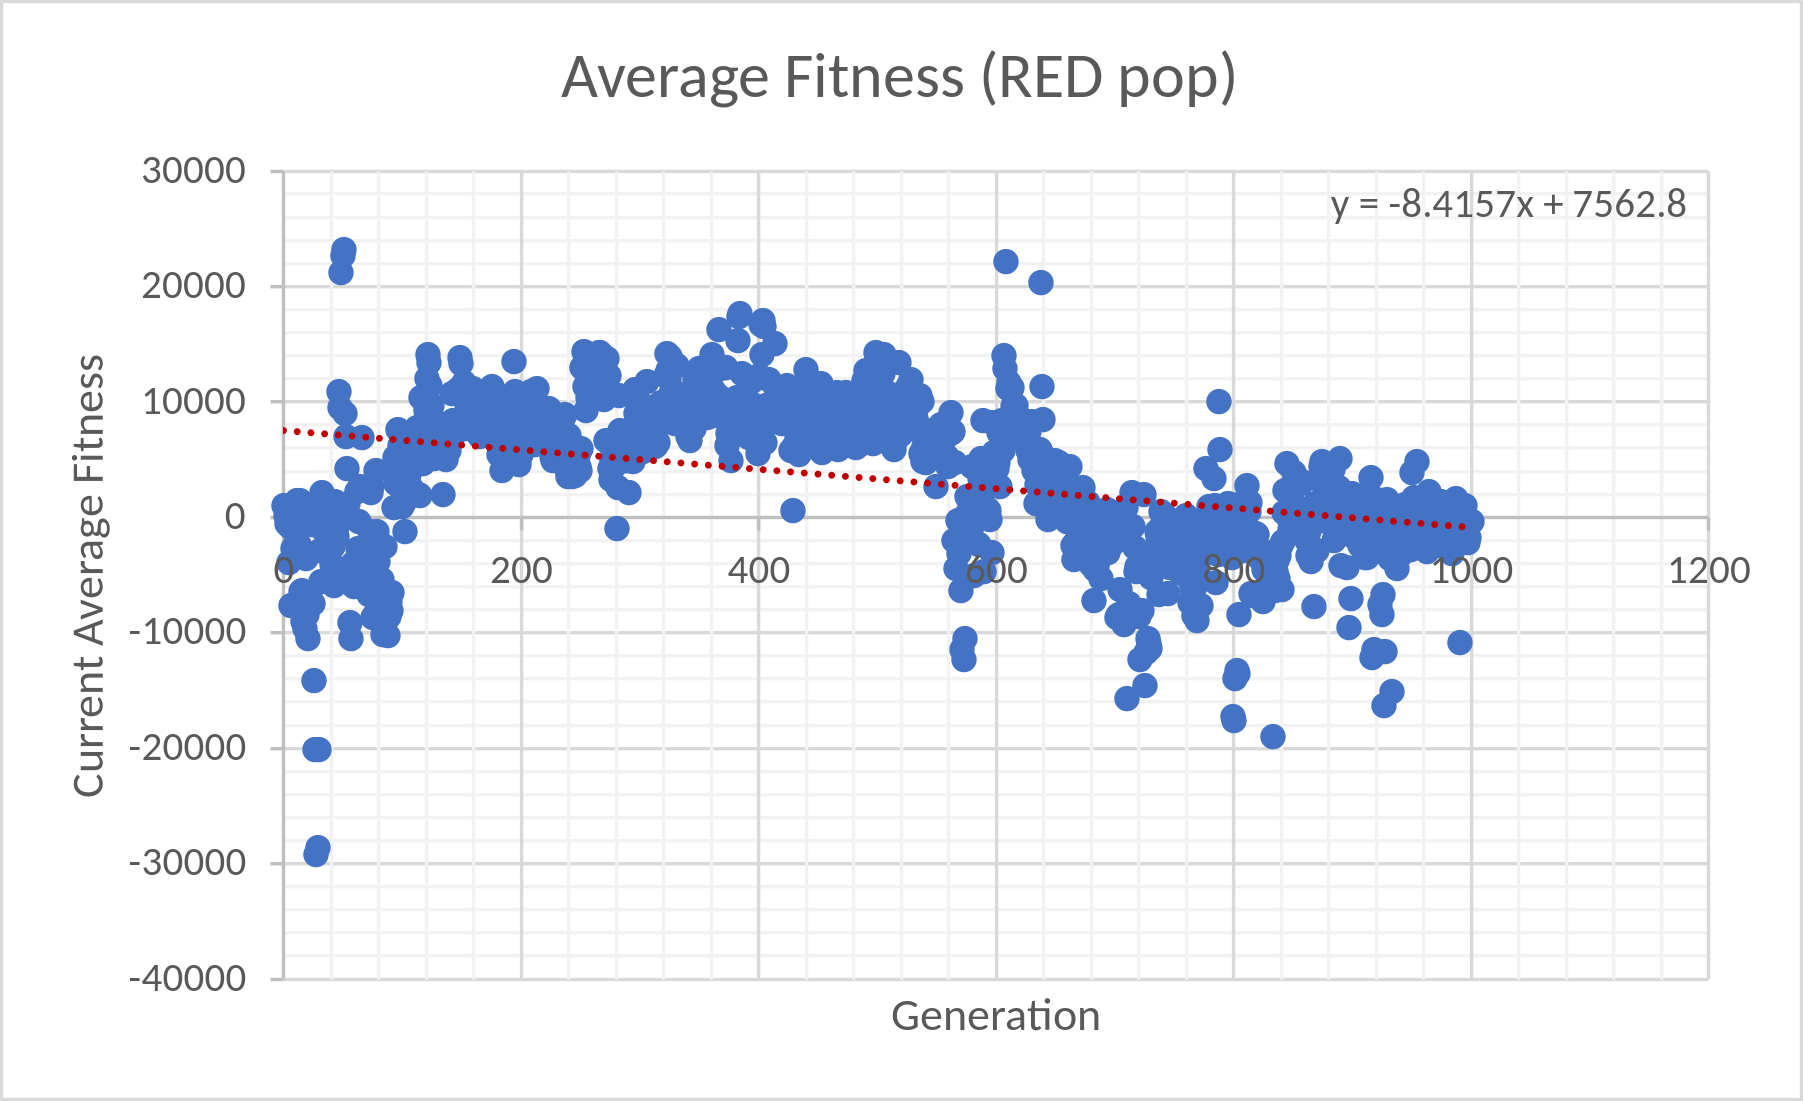 Average Fitness (RED pop)
30000
y = -8.4157x + 7562.8
20000
10000
0
0 200 400 600 800 1000 1200
-10000
-20000
-30000
-40000
Current Average Fitness
Generation